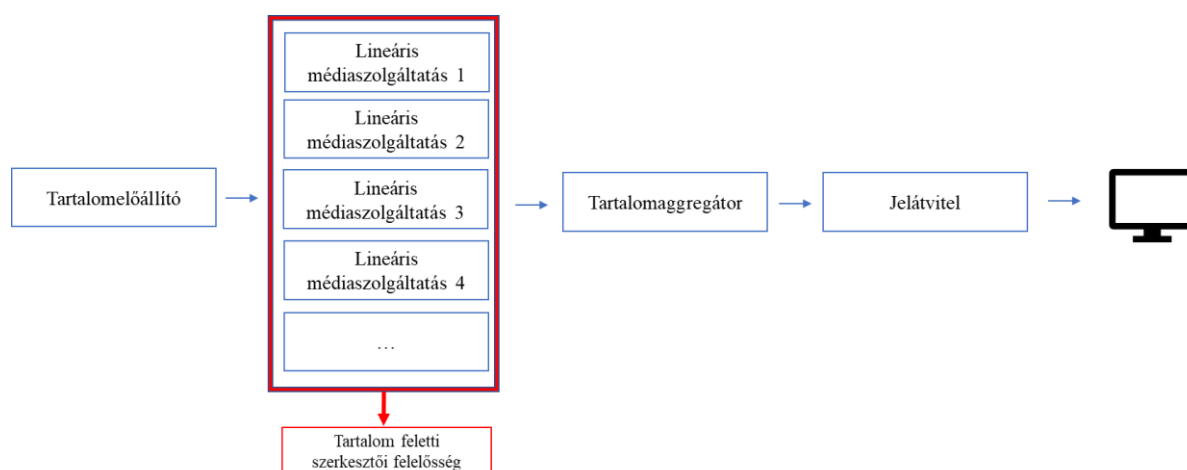 Lineáris
médiaszolgáltatás 1
Lineáris
médiaszolgáltatás 2
Tartalomelőállító
Lineáris
médiaszolgáltatás 3
Tartalomaggregátor
Jelátvitel
Lineáris
médiaszolgáltatás 4
…
Tartalom feletti
szerkesztői felelősség